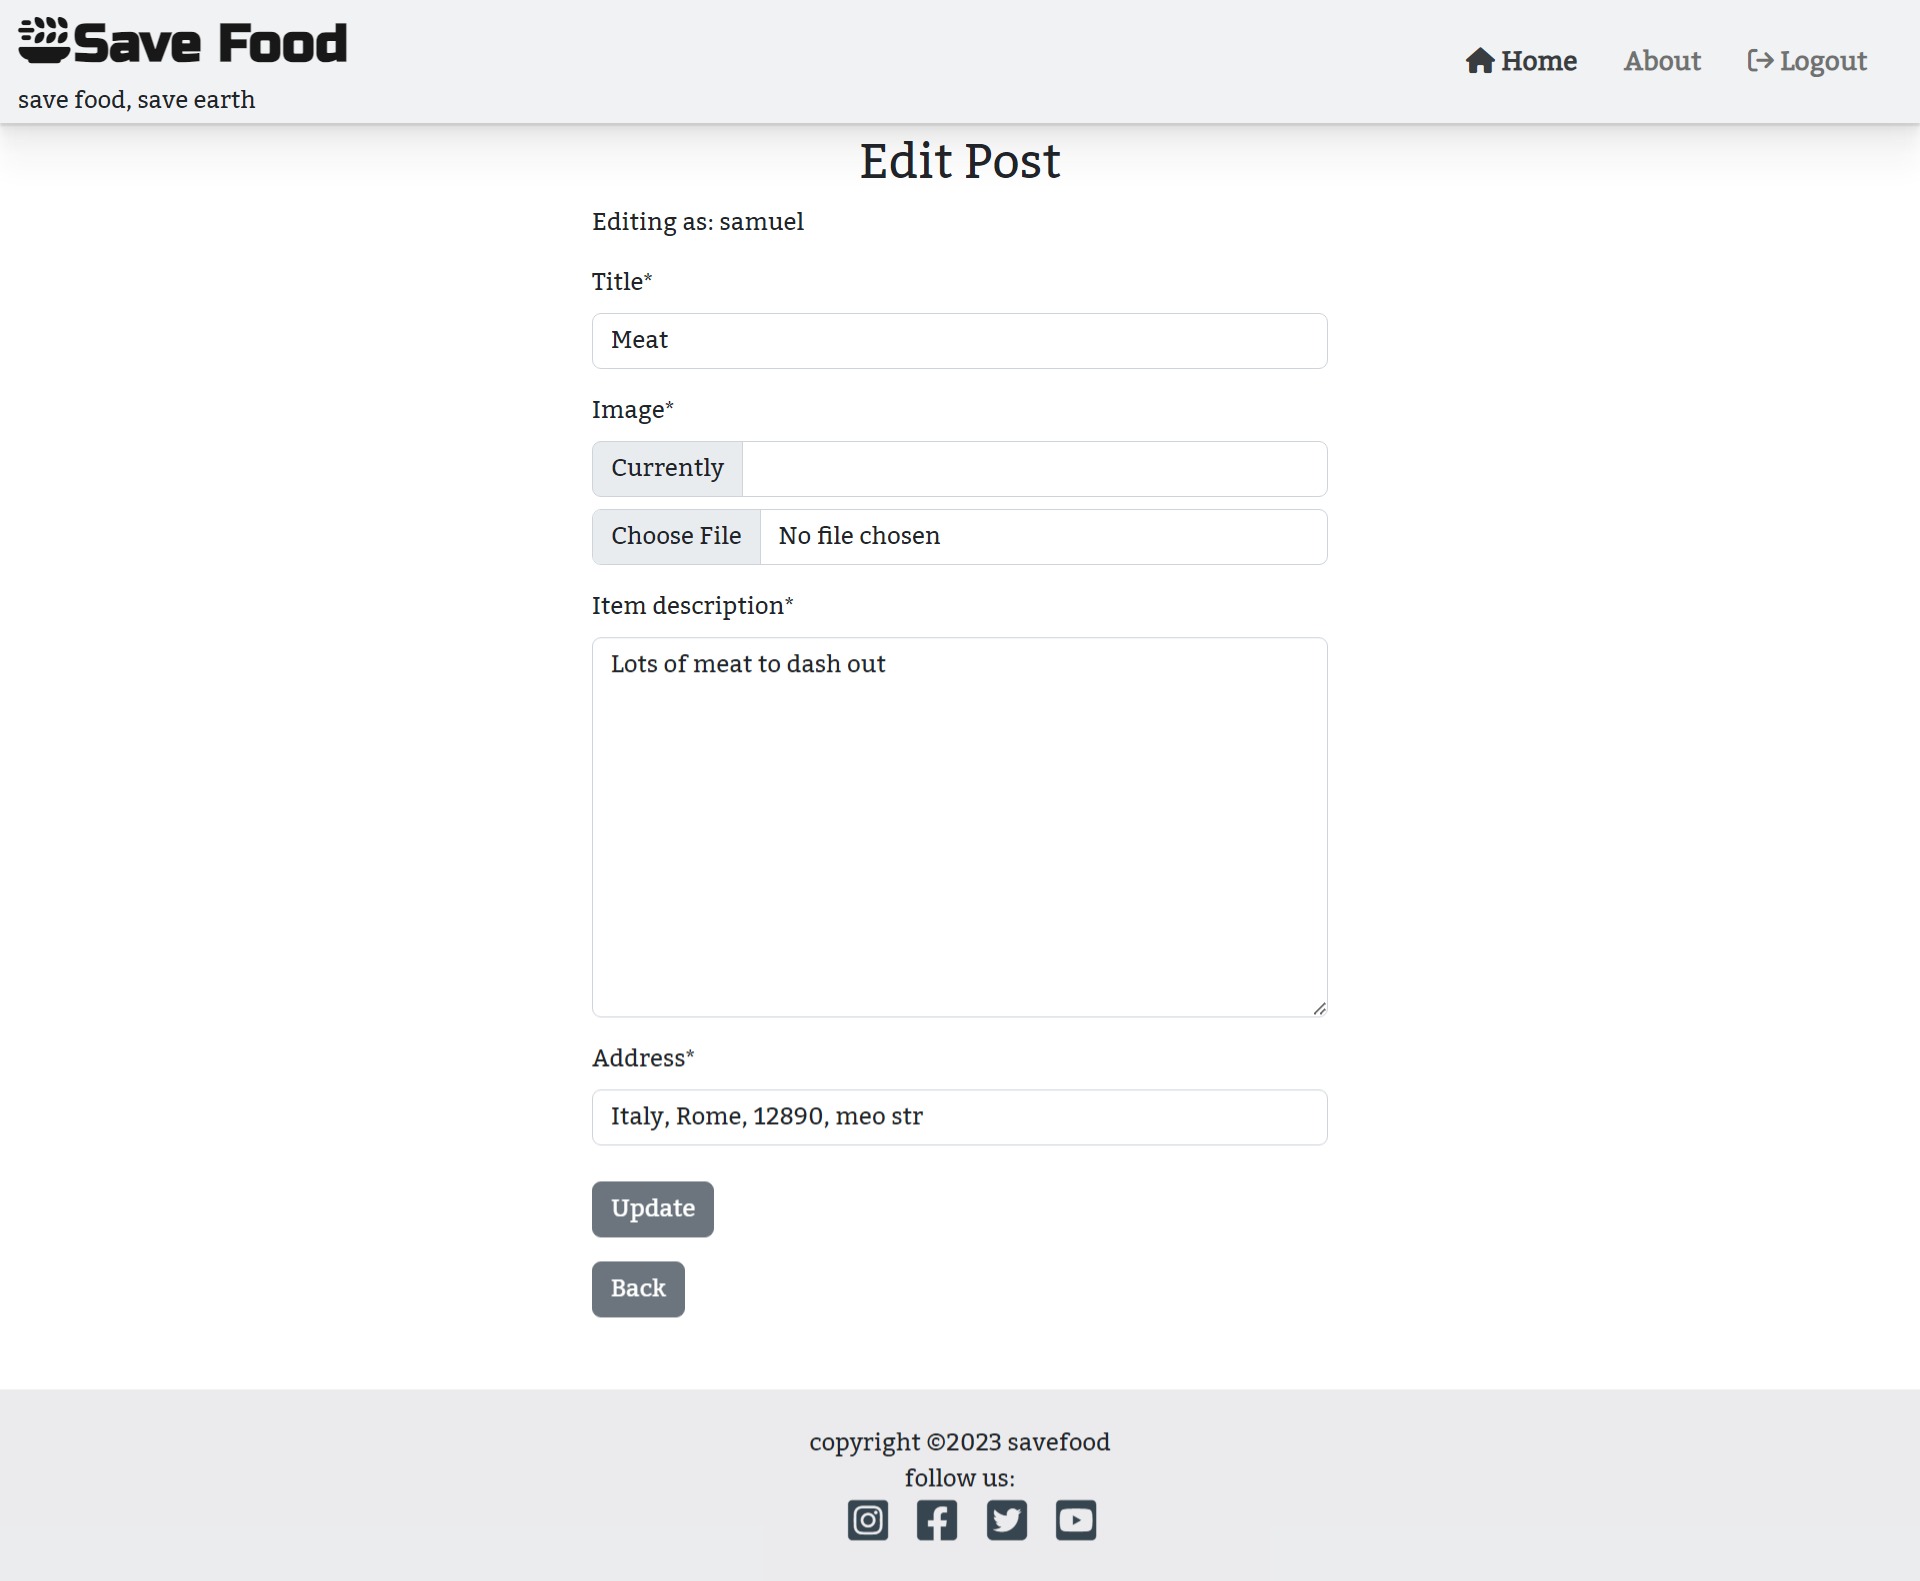 Save Food
save food, save earth
Home About Logout
Edit Post
Editing as: samuel
Title*
Meat
Image*
Currently
Choose File No file chosen
Item description*
Lots of meat to dash out
Address*
Italy, Rome, 12890, meo str
Update
Back
copyright ©2023 savefood
follow us: